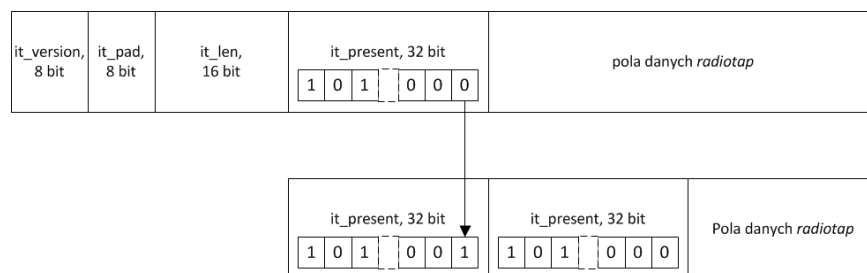 it_version,
8 bit
it_pad,
8 bit
it_len,
16 bit
it_present, 32 bit
1 0 1 0 0 0
pola danych radiotap
it_present, 32 bit
1 0 1 0 0 1
it_present, 32 bit
1 0 1 0 0 0
Pola danych radiotap